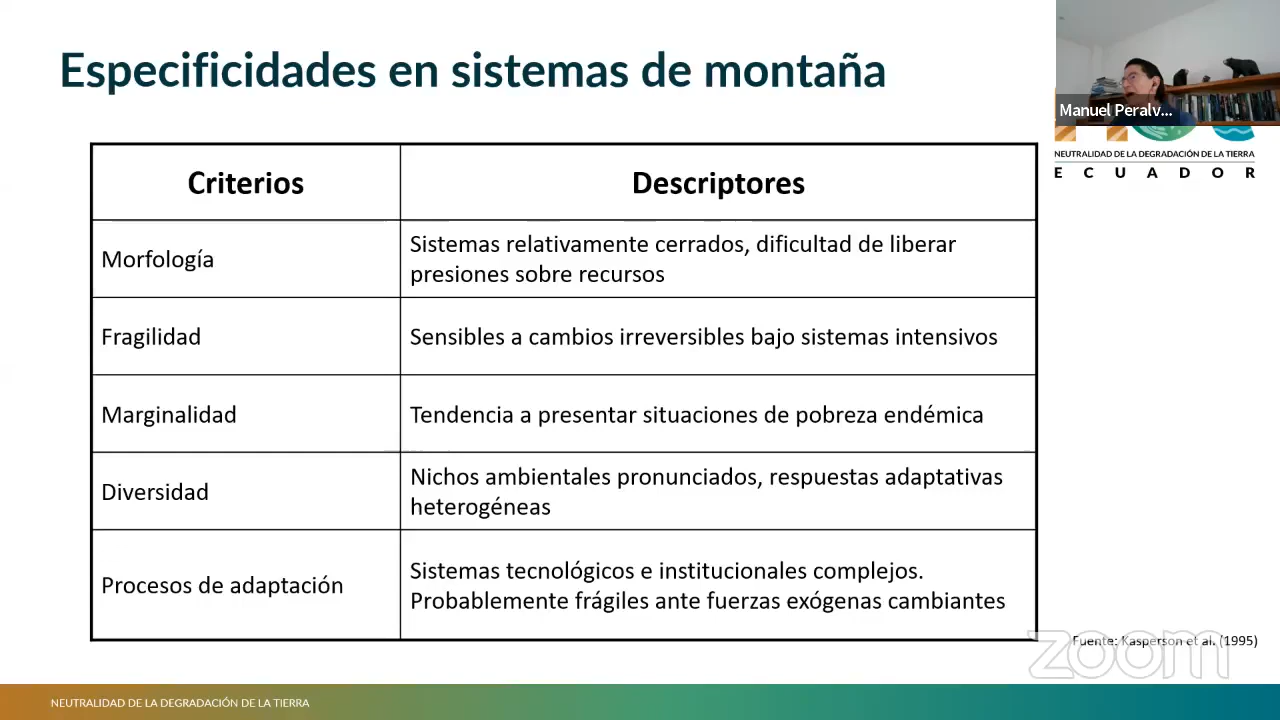 Especificidades en sistemas de montaña
Manuel Peralv...
NEUTRALIDAD DE LA DEGRADACIÓN DE LA TIERRA
ECUADOR
Criterios
Descriptores
Morfología
Sistemas relativamente cerrados, dificultad de liberar
presiones sobre recursos
Fragilidad
Sensibles a cambios irreversibles bajo sistemas intensivos
Marginalidad
Tendencia a presentar situaciones de pobreza endémica
Diversidad
Nichos ambientales pronunciados, respuestas adaptativas
heterogéneas
Procesos de adaptación
Sistemas tecnológicos e institucionales complejos.
Probablemente frágiles ante fuerzas exógenas cambiantes
Fuente: Kasperson et al. (1995)
zoom
NEUTRALIDAD DE LA DEGRADACIÓN DE LA TIERRA